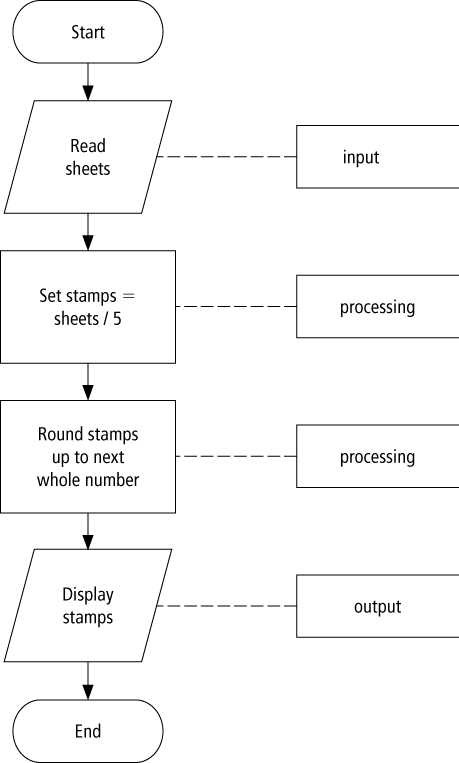 Start
Read
sheets
input
Set stamps =
sheets / 5
processing
Round stamps
up to next
whole number
processing
Display
stamps
output
End